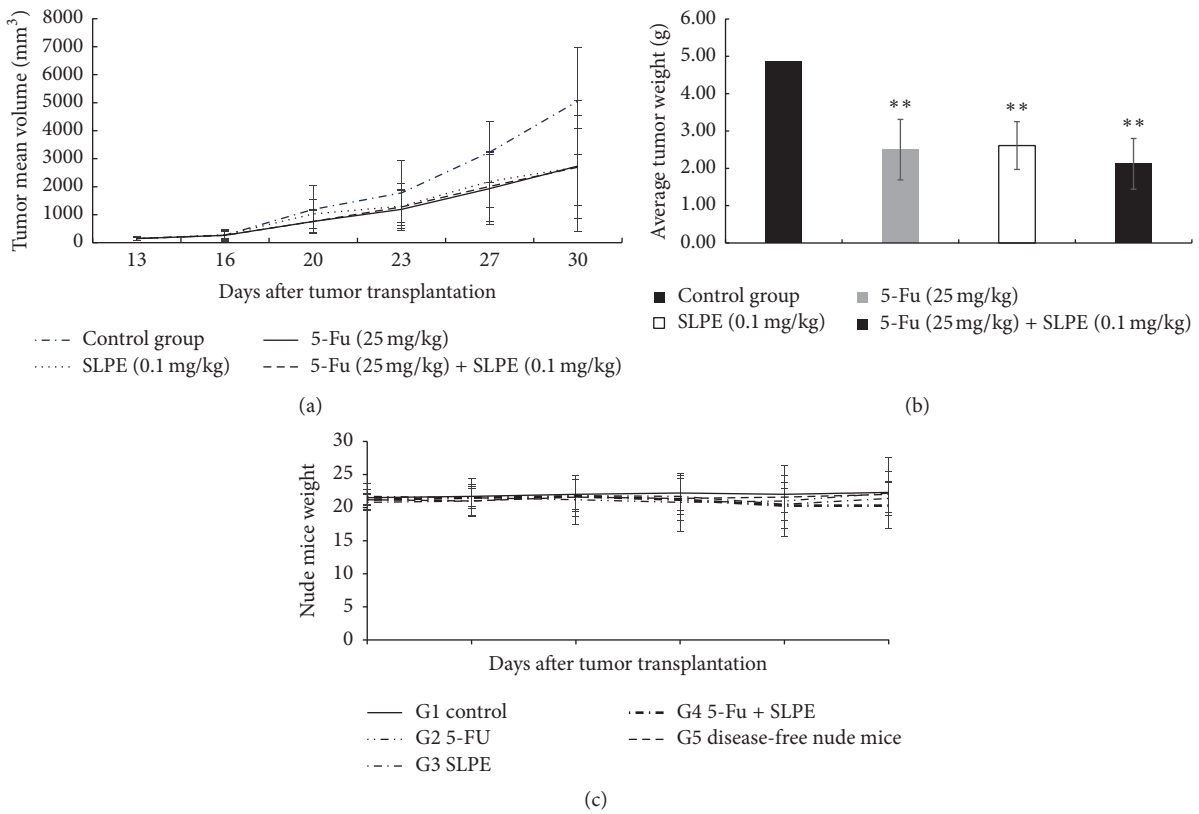 8000
7000
6000
5000
4000
3000
2000
1000
0
Tumor mean volume (mm³)
13 16 20 23 27 30
Days after tumor transplantation
Control group
5-Fu (25 mg/kg)
SLPE (0.1 mg/kg)
5-Fu (25 mg/kg) + SLPE (0.1 mg/kg)
(a)
6.00
5.00
4.00
3.00
2.00
1.00
0.00
Average tumor weight (g)
** ** **
Control group
5-Fu (25 mg/kg)
SLPE (0.1 mg/kg)
5-Fu (25 mg/kg) + SLPE (0.1 mg/kg)
(b)
30
25
20
15
10
5
0
Nude mice weight
Days after tumor transplantation
G1 control
G2 5-FU
G3 SLPE
G4 5-Fu + SLPE
G5 disease-free nude mice
(c)